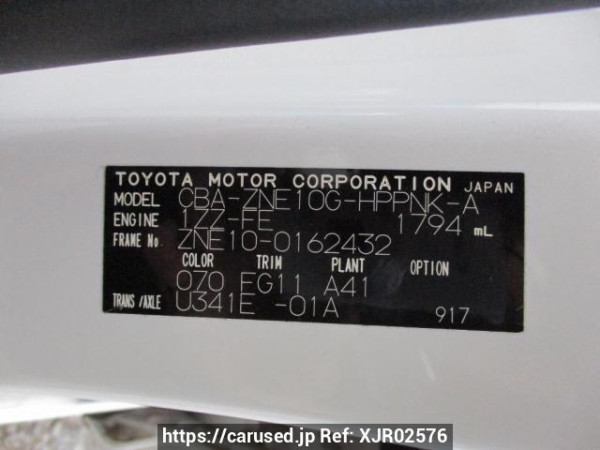 TOYOTA MOTOR CORPORATION JAPAN
MODEL CBA-ZNE10G-HPPNK-A
ENGINE 1ZZ-FE 1794 mL
FRAME No. ZNE10-0162432
COLOR TRIM PLANT OPTION
070 FG11 A41
TRANS/AXLE U341E -01A 917
https://carused.jp Ref: XJR02576